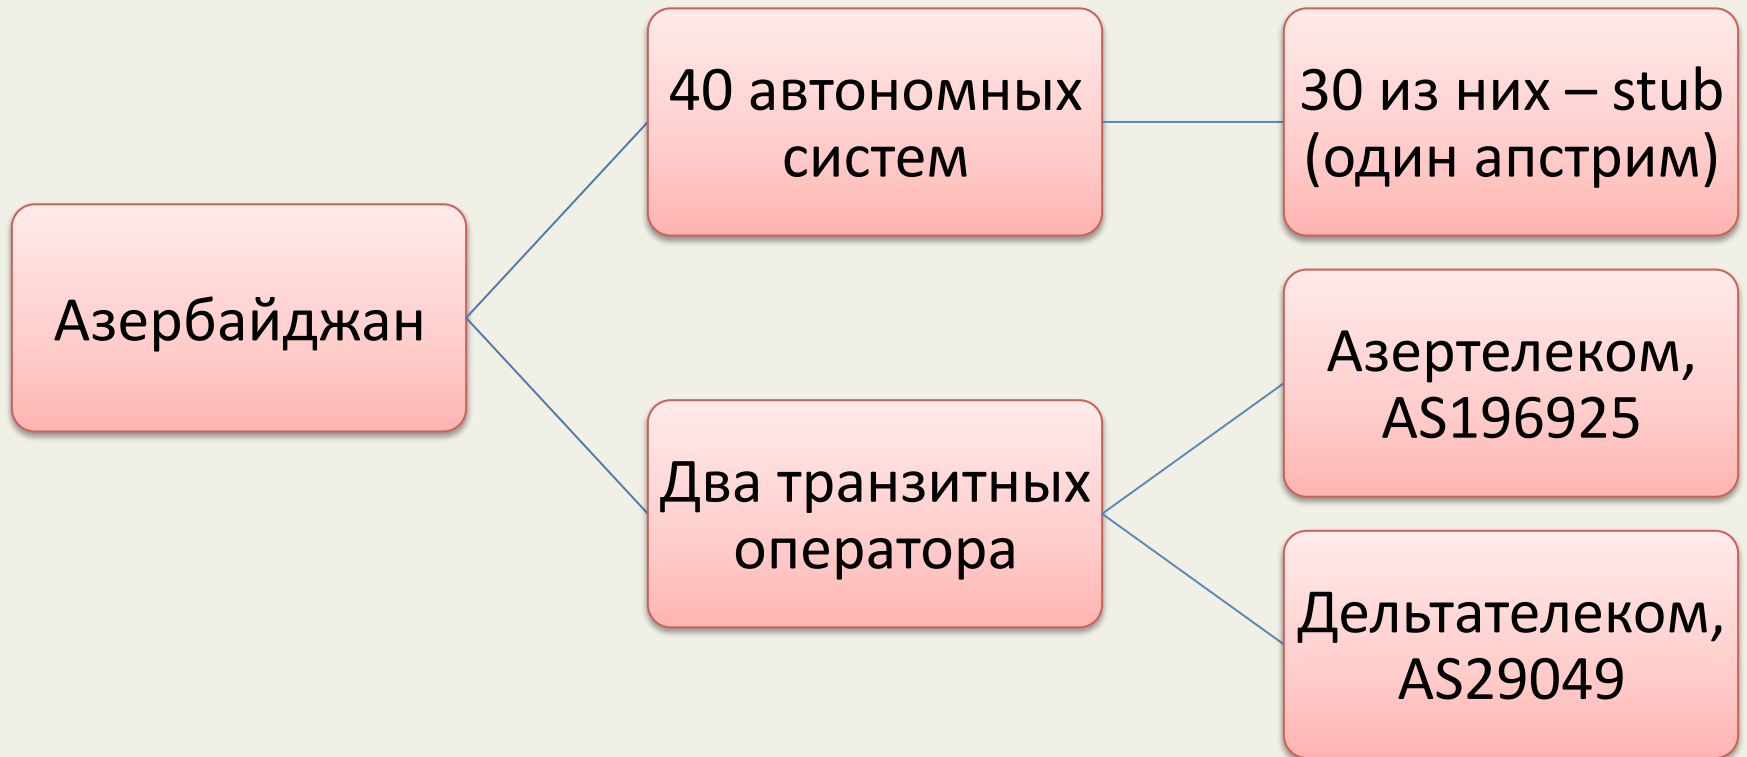 Азербайджан
40 автономных
систем
30 из них – stub
(один апстрим)
Два транзитных
оператора
Азертелеком,
AS196925
Дельтателеком,
AS29049